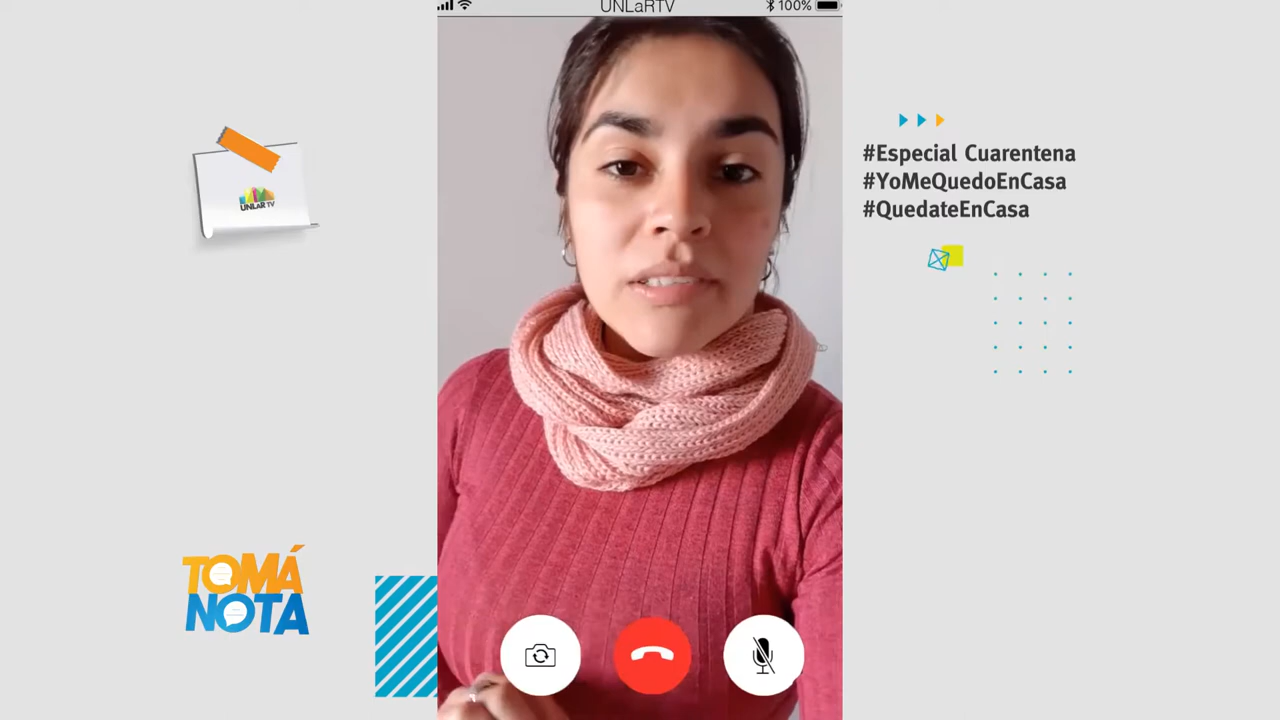 UNLaRTV
100%
UNLAR TV
#Especial Cuarentena
#YoMeQuedoEnCasa
#QuedateEnCasa
TOMÁ
NOTA